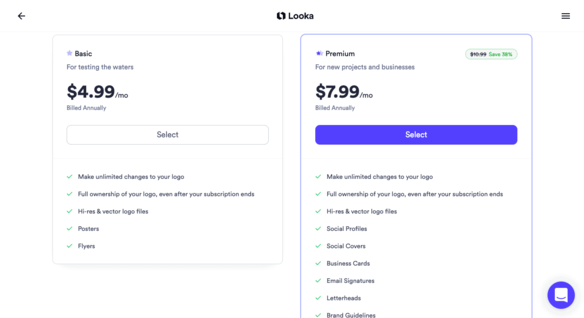 Looka
Basic
For testing the waters
$4.99/mo
Billed Annually
Select
Make unlimited changes to your logo
Full ownership of your logo, even after your subscription ends
Hi-res & vector logo files
Posters
Flyers
Premium
$10.99 Save 38%
For new projects and businesses
$7.99/mo
Billed Annually
Select
Make unlimited changes to your logo
Full ownership of your logo, even after your subscription ends
Hi-res & vector logo files
Social Profiles
Social Covers
Business Cards
Email Signatures
Letterheads
Brand Guidelines